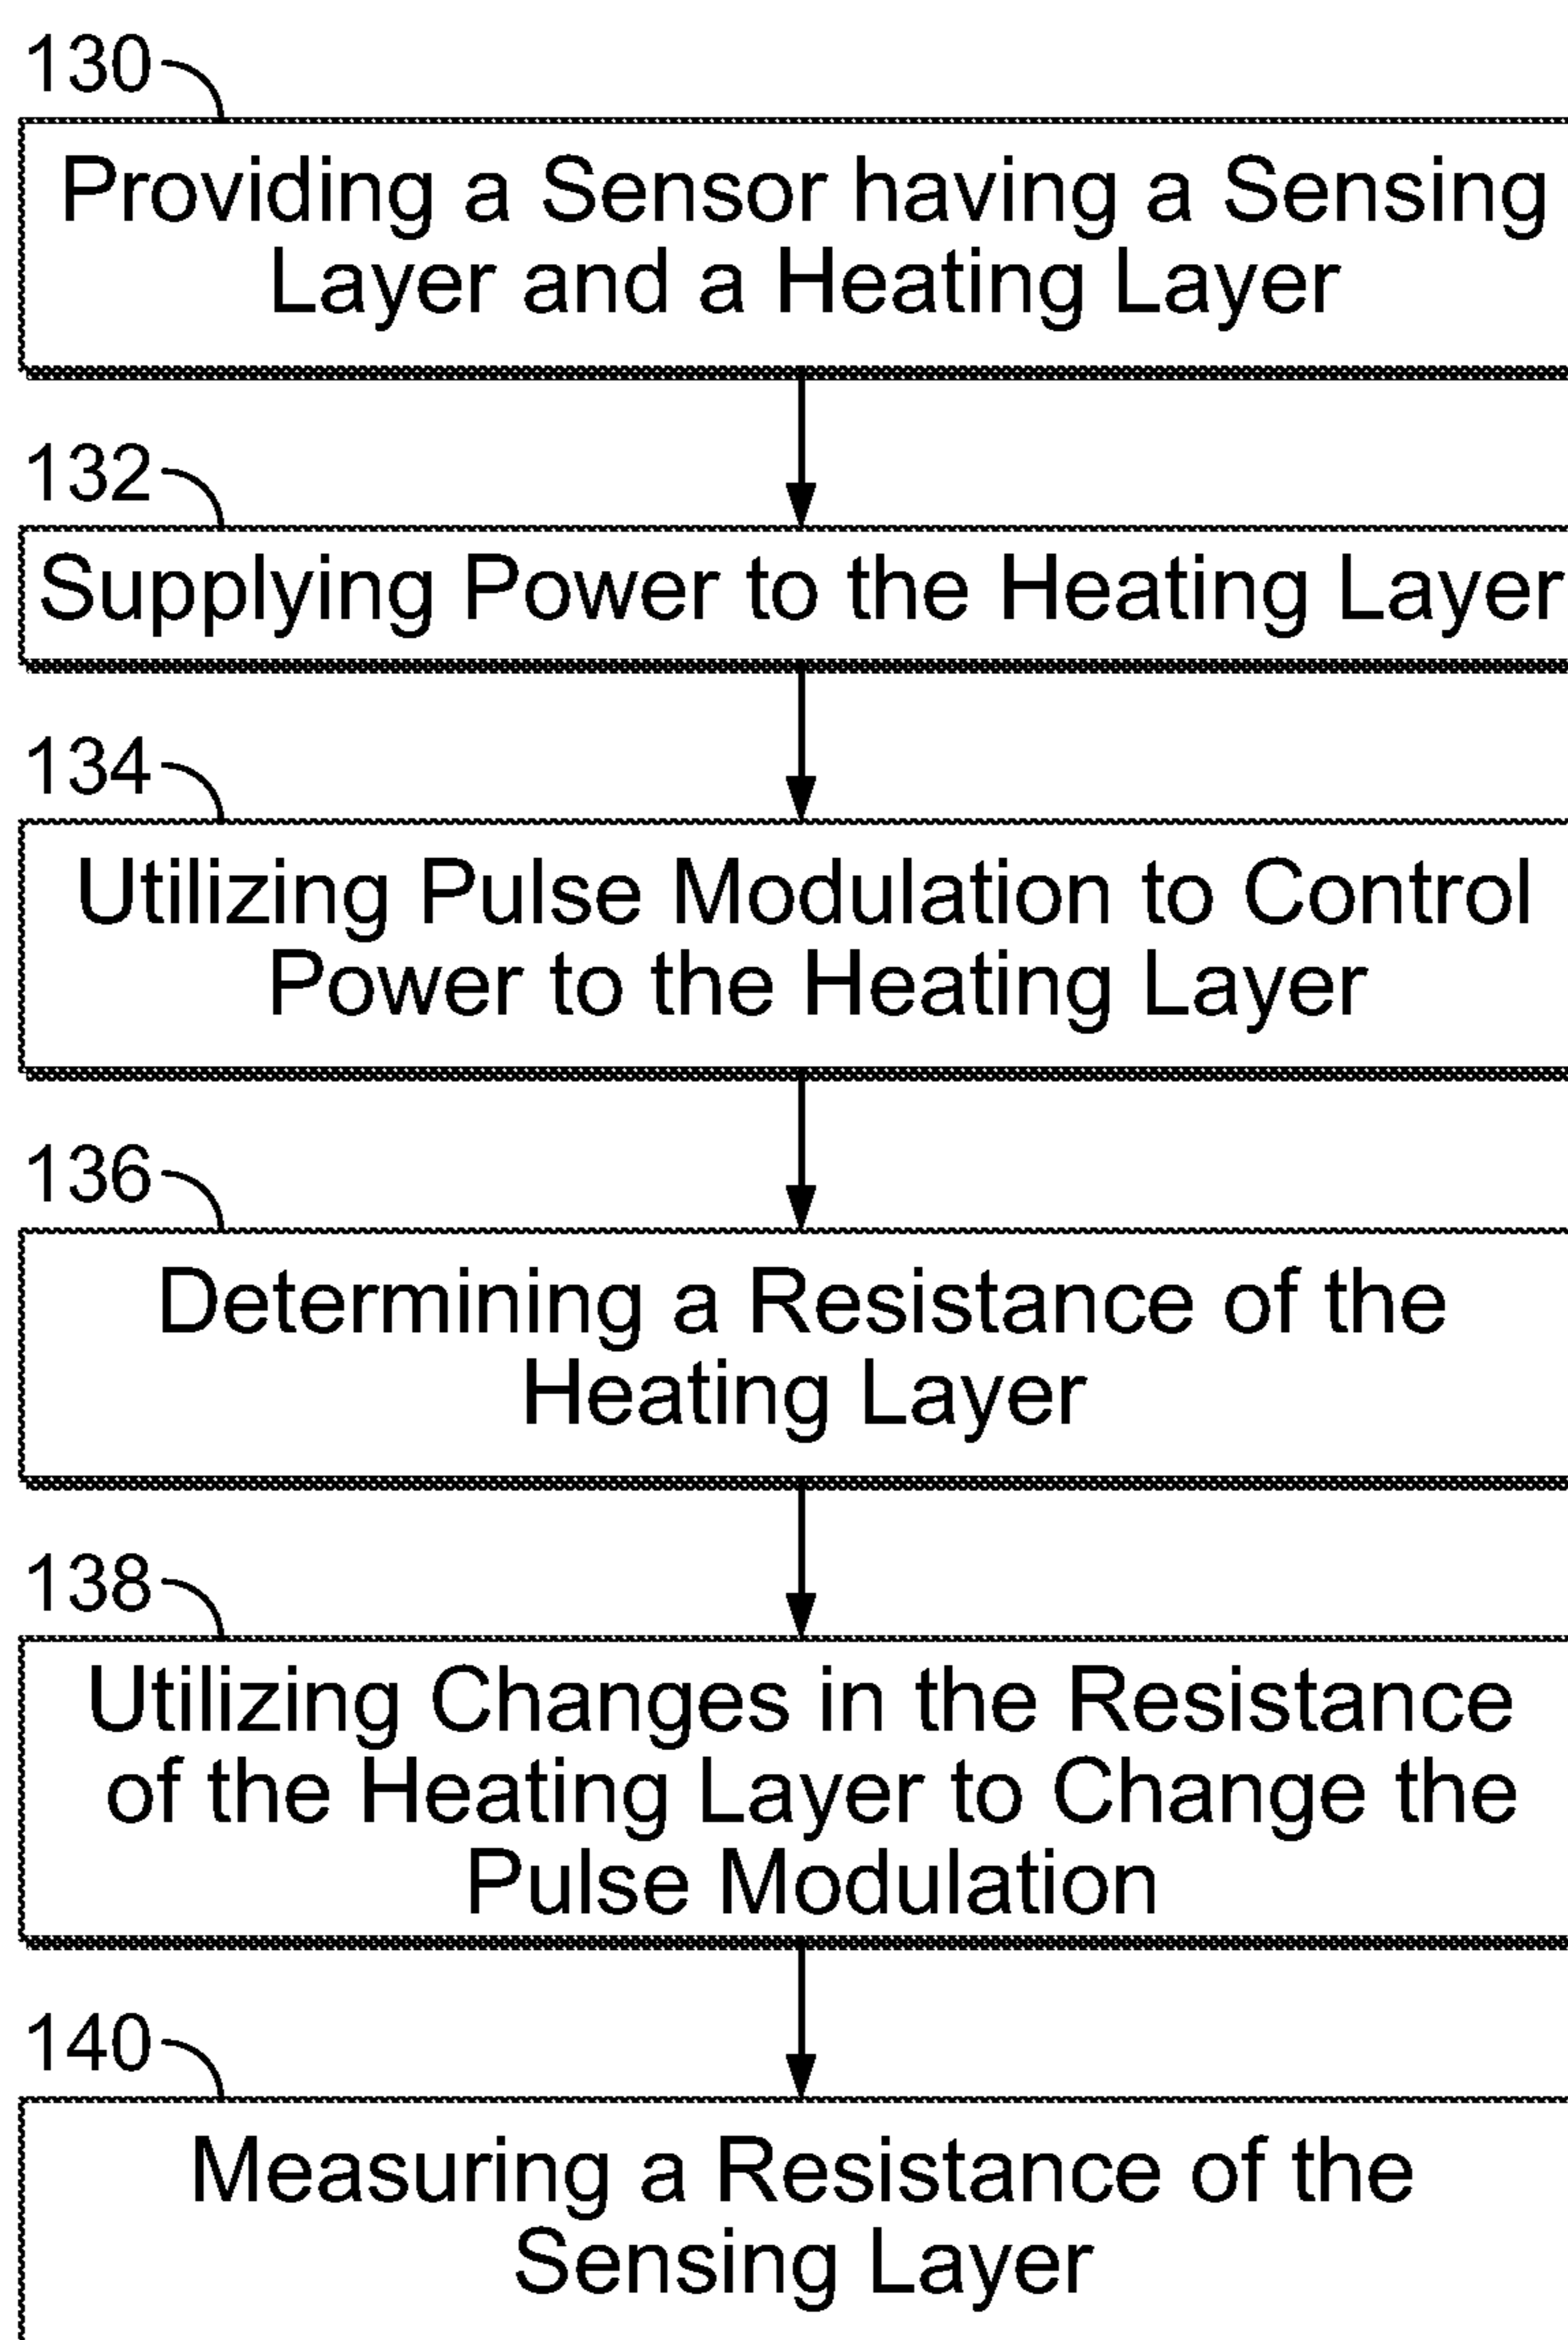 130
Providing a Sensor having a Sensing
Layer and a Heating Layer
132
Supplying Power to the Heating Layer
134
Utilizing Pulse Modulation to Control
Power to the Heating Layer
136
Determining a Resistance of the
Heating Layer
138
Utilizing Changes in the Resistance
of the Heating Layer to Change the
Pulse Modulation
140
Measuring a Resistance of the
Sensing Layer